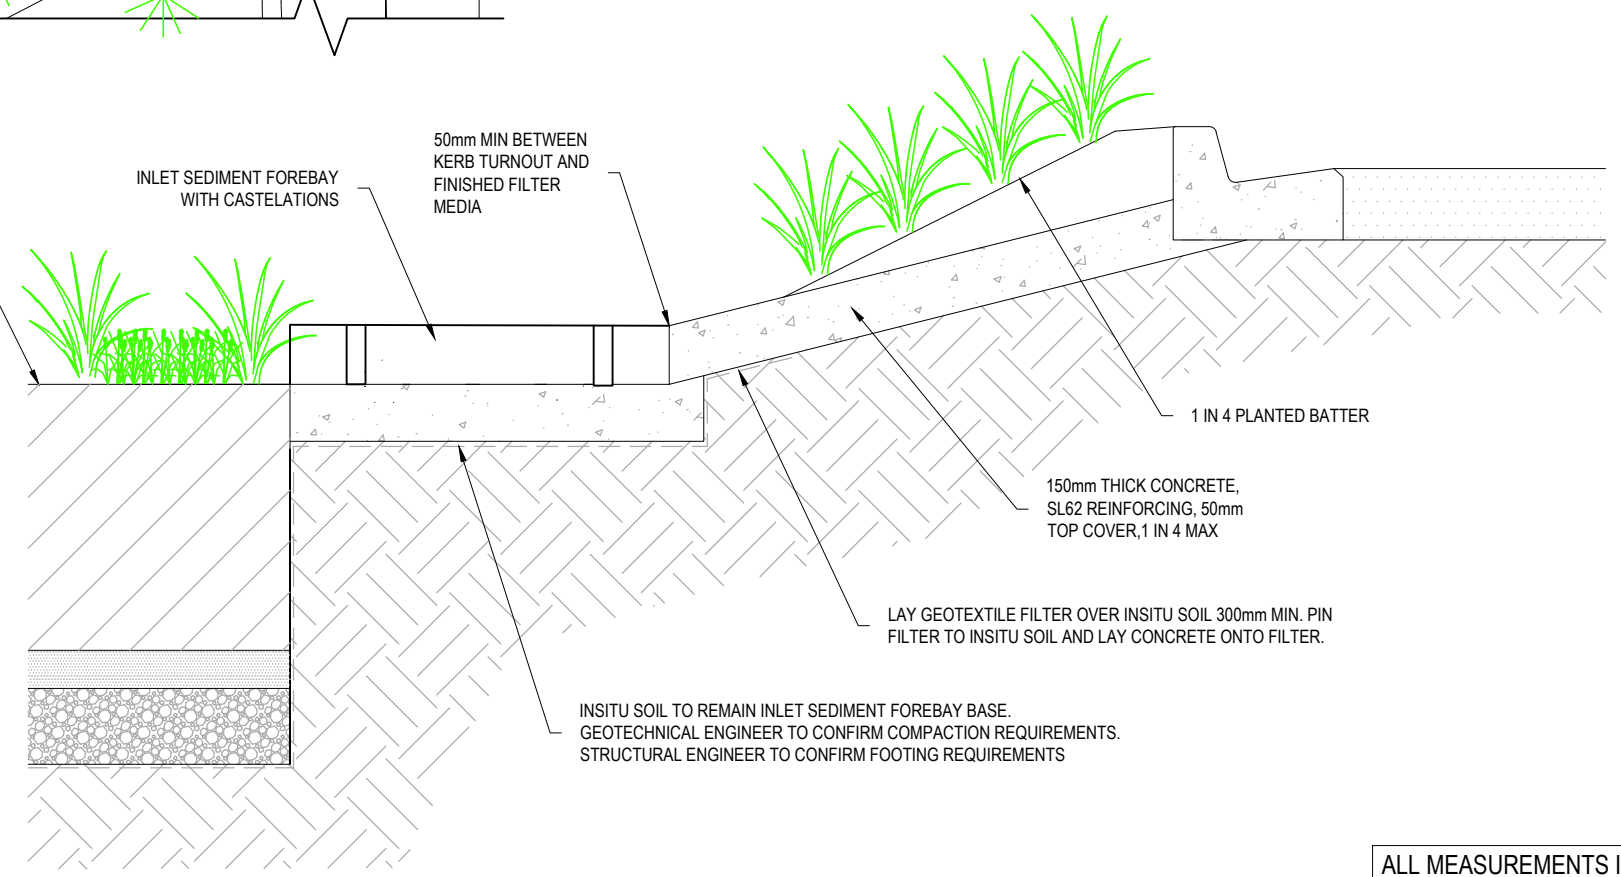 50mm MIN BETWEEN
KERB TURNOUT AND
FINISHED FILTER
MEDIA
INLET SEDIMENT FOREBAY
WITH CASTELATIONS
1 IN 4 PLANTED BATTER
150mm THICK CONCRETE,
SL62 REINFORCING, 50mm
TOP COVER,1 IN 4 MAX
LAY GEOTEXTILE FILTER OVER INSITU SOIL 300mm MIN. PIN
FILTER TO INSITU SOIL AND LAY CONCRETE ONTO FILTER.
INSITU SOIL TO REMAIN INLET SEDIMENT FOREBAY BASE.
GEOTECHNICAL ENGINEER TO CONFIRM COMPACTION REQUIREMENTS.
STRUCTURAL ENGINEER TO CONFIRM FOOTING REQUIREMENTS
ALL MEASUREMENTS